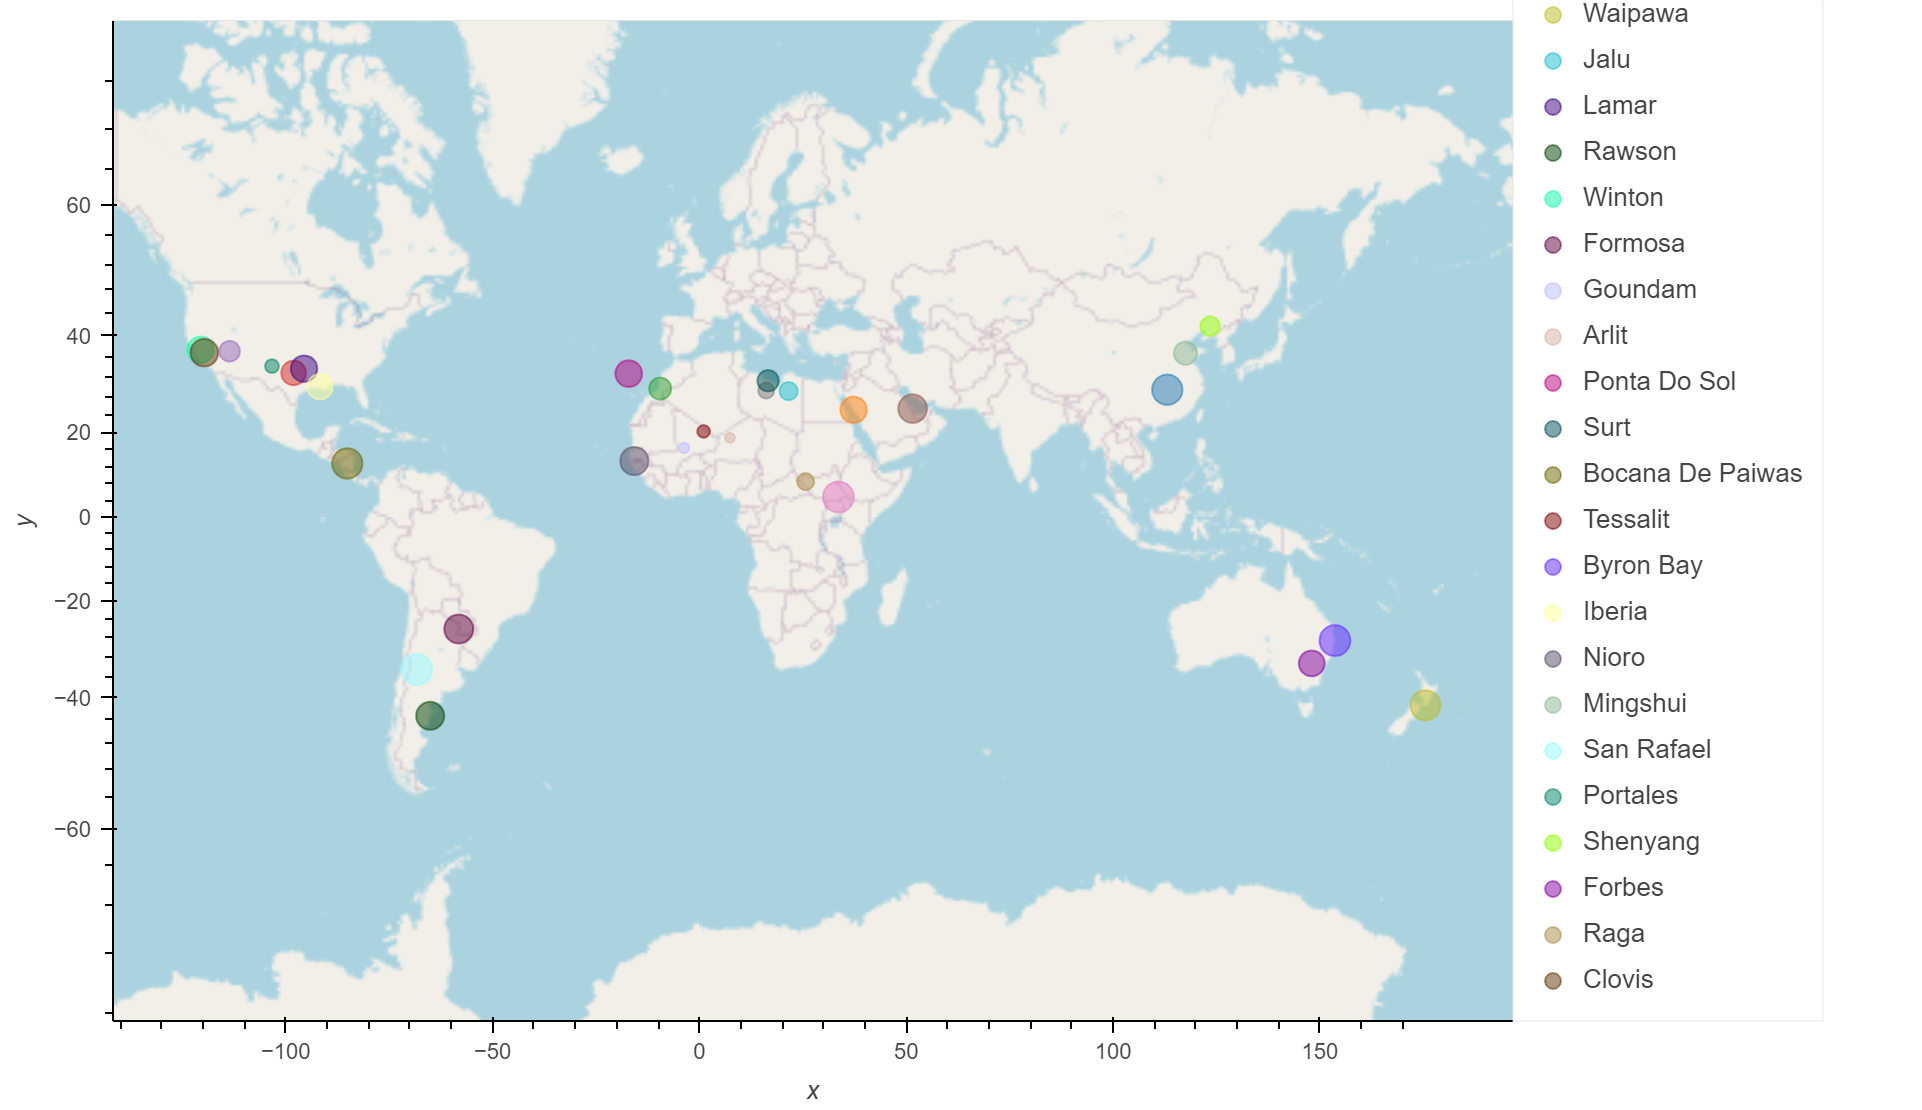 Waipawa
Jalu
Lamar
Rawson
Winton
Formosa
Goundam
Arlit
Ponta Do Sol
Surt
Bocana De Paiwas
Tessalit
Byron Bay
Iberia
Nioro
Mingshui
San Rafael
Portales
Shenyang
Forbes
Raga
Clovis
60
40
20
0
−20
−40
−60
y
−100
−50
0
50
100
150
x